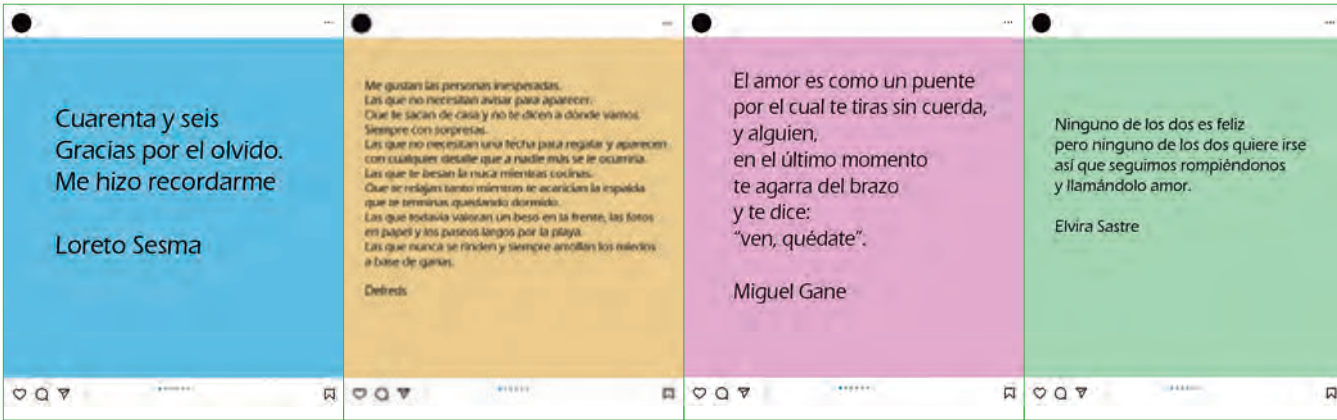 Cuarenta y seis
Gracias por el olvido.
Me hizo recordarme
Loreto Sesma
Me gustan las personas inesperadas.
Las que no necesitan avisar para aparecer.
Que te sacan de casa y no te dicen a dónde vamos.
Siempre con sorpresas.
Las que no necesitan una fecha para regalar y aparecen
con cualquier detalle que a nadie más se le ocurriría.
Las que te besan la nuca mientras cocinas.
Que te relajan tanto mientras te acarician la espalda
que te terminas quedando dormido.
Las que todavía valoran un beso en la frente, las fotos
en papel y los paseos largos por la playa.
Las que nunca se rinden y siempre arrollan los miedos
a base de ganas.
Defreds
El amor es como un puente
por el cual te tiras sin cuerda,
y alguien,
en el último momento
te agarra del brazo
y te dice:
“ven, quédate”.
Miguel Gane
Ninguno de los dos es feliz
pero ninguno de los dos quiere irse
así que seguimos rompiéndonos
y llamándolo amor.
Elvira Sastre